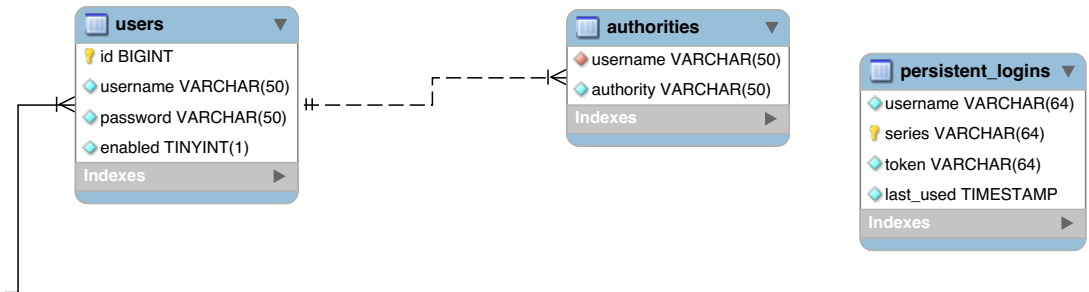 users
id BIGINT
username VARCHAR(50)
password VARCHAR(50)
enabled TINYINT(1)
Indexes
authorities
username VARCHAR(50)
authority VARCHAR(50)
Indexes
persistent_logins
username VARCHAR(64)
series VARCHAR(64)
token VARCHAR(64)
last_used TIMESTAMP
Indexes